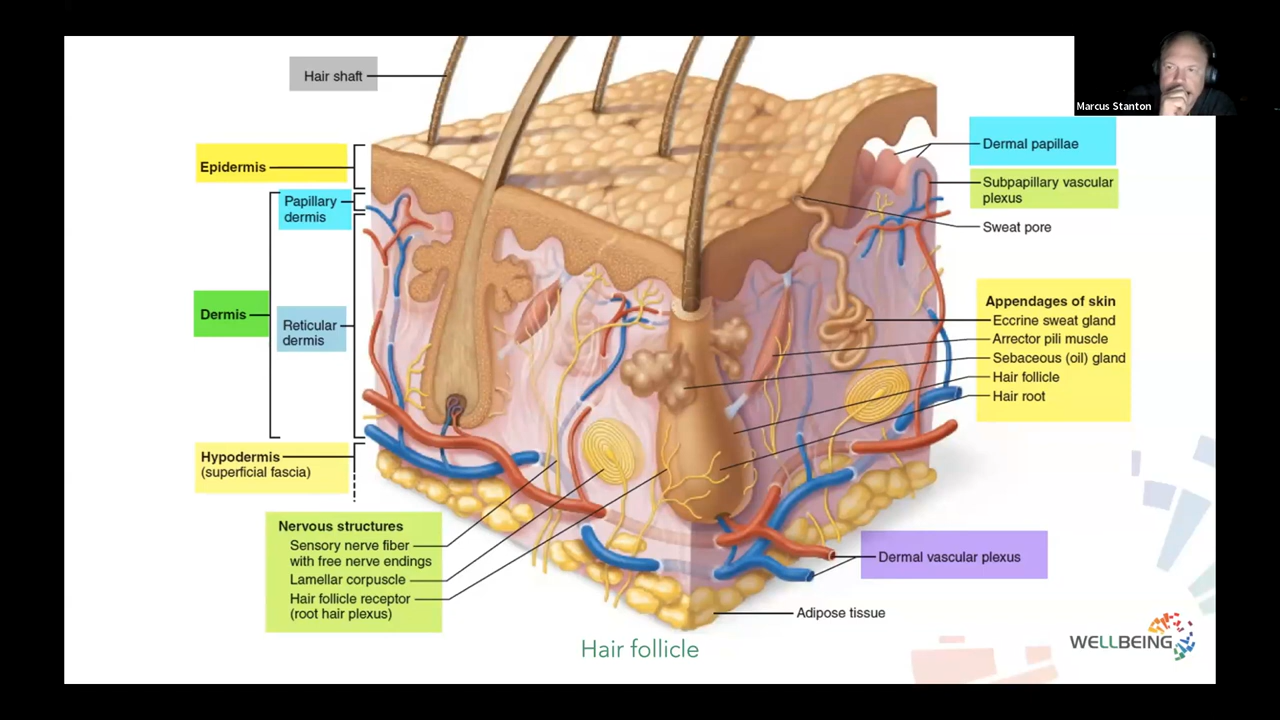 Hair shaft
Marcus Stanton
Epidermis
Papillary
dermis
Dermis
Reticular
dermis
Hypodermis
(superficial fascia)
Nervous structures
Sensory nerve fiber
with free nerve endings
Lamellar corpuscle
Hair follicle receptor
(root hair plexus)
Dermal papillae
Subpapillary vascular
plexus
Sweat pore
Appendages of skin
Eccrine sweat gland
Arrector pili muscle
Sebaceous (oil) gland
Hair follicle
Hair root
Dermal vascular plexus
Adipose tissue
Hair follicle
WELLBEING